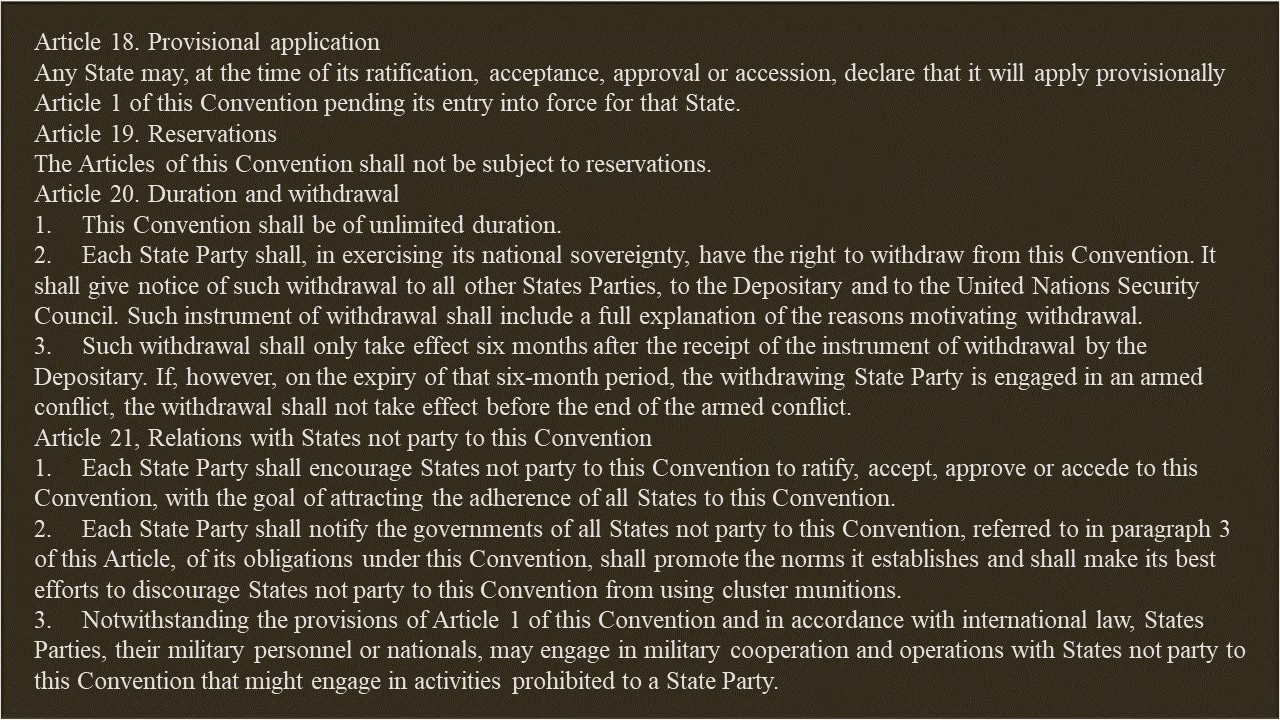 Article 18. Provisional application
Any State may, at the time of its ratification, acceptance, approval or accession, declare that it will apply provisionally
Article 1 of this Convention pending its entry into force for that State.
Article 19. Reservations
The Articles of this Convention shall not be subject to reservations.
Article 20. Duration and withdrawal
1. This Convention shall be of unlimited duration.
2. Each State Party shall, in exercising its national sovereignty, have the right to withdraw from this Convention. It
shall give notice of such withdrawal to all other States Parties, to the Depositary and to the United Nations Security
Council. Such instrument of withdrawal shall include a full explanation of the reasons motivating withdrawal.
3. Such withdrawal shall only take effect six months after the receipt of the instrument of withdrawal by the
Depositary. If, however, on the expiry of that six-month period, the withdrawing State Party is engaged in an armed
conflict, the withdrawal shall not take effect before the end of the armed conflict.
Article 21, Relations with States not party to this Convention
1. Each State Party shall encourage States not party to this Convention to ratify, accept, approve or accede to this
Convention, with the goal of attracting the adherence of all States to this Convention.
2. Each State Party shall notify the governments of all States not party to this Convention, referred to in paragraph 3
of this Article, of its obligations under this Convention, shall promote the norms it establishes and shall make its best
efforts to discourage States not party to this Convention from using cluster munitions.
3. Notwithstanding the provisions of Article 1 of this Convention and in accordance with international law, States
Parties, their military personnel or nationals, may engage in military cooperation and operations with States not party to
this Convention that might engage in activities prohibited to a State Party.